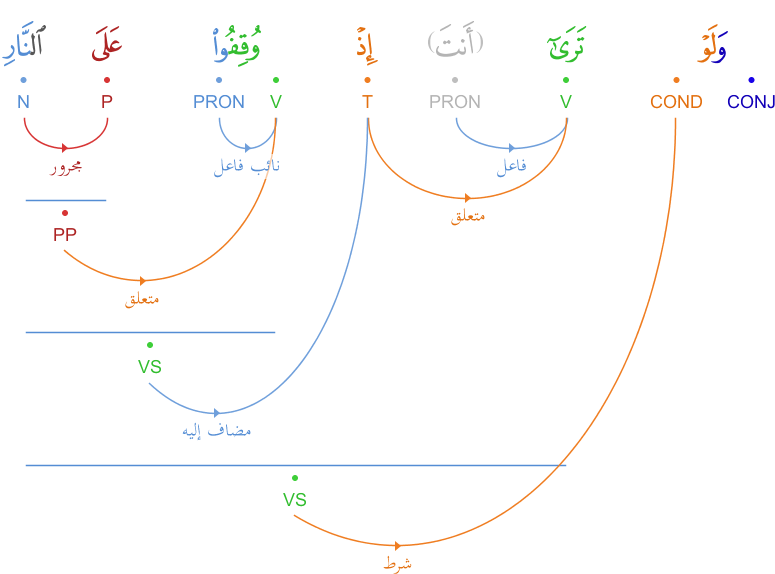 وَلَوْ تَرَىٰٓ (أَنتَ) إِذْ وُقِفُوا۟ عَلَى ٱلنَّارِ
CONJ COND V PRON T V PRON P N
فاعل نائب فاعل مجرور
متعلق
PP
متعلق
VS
مضاف إليه
VS
شرط